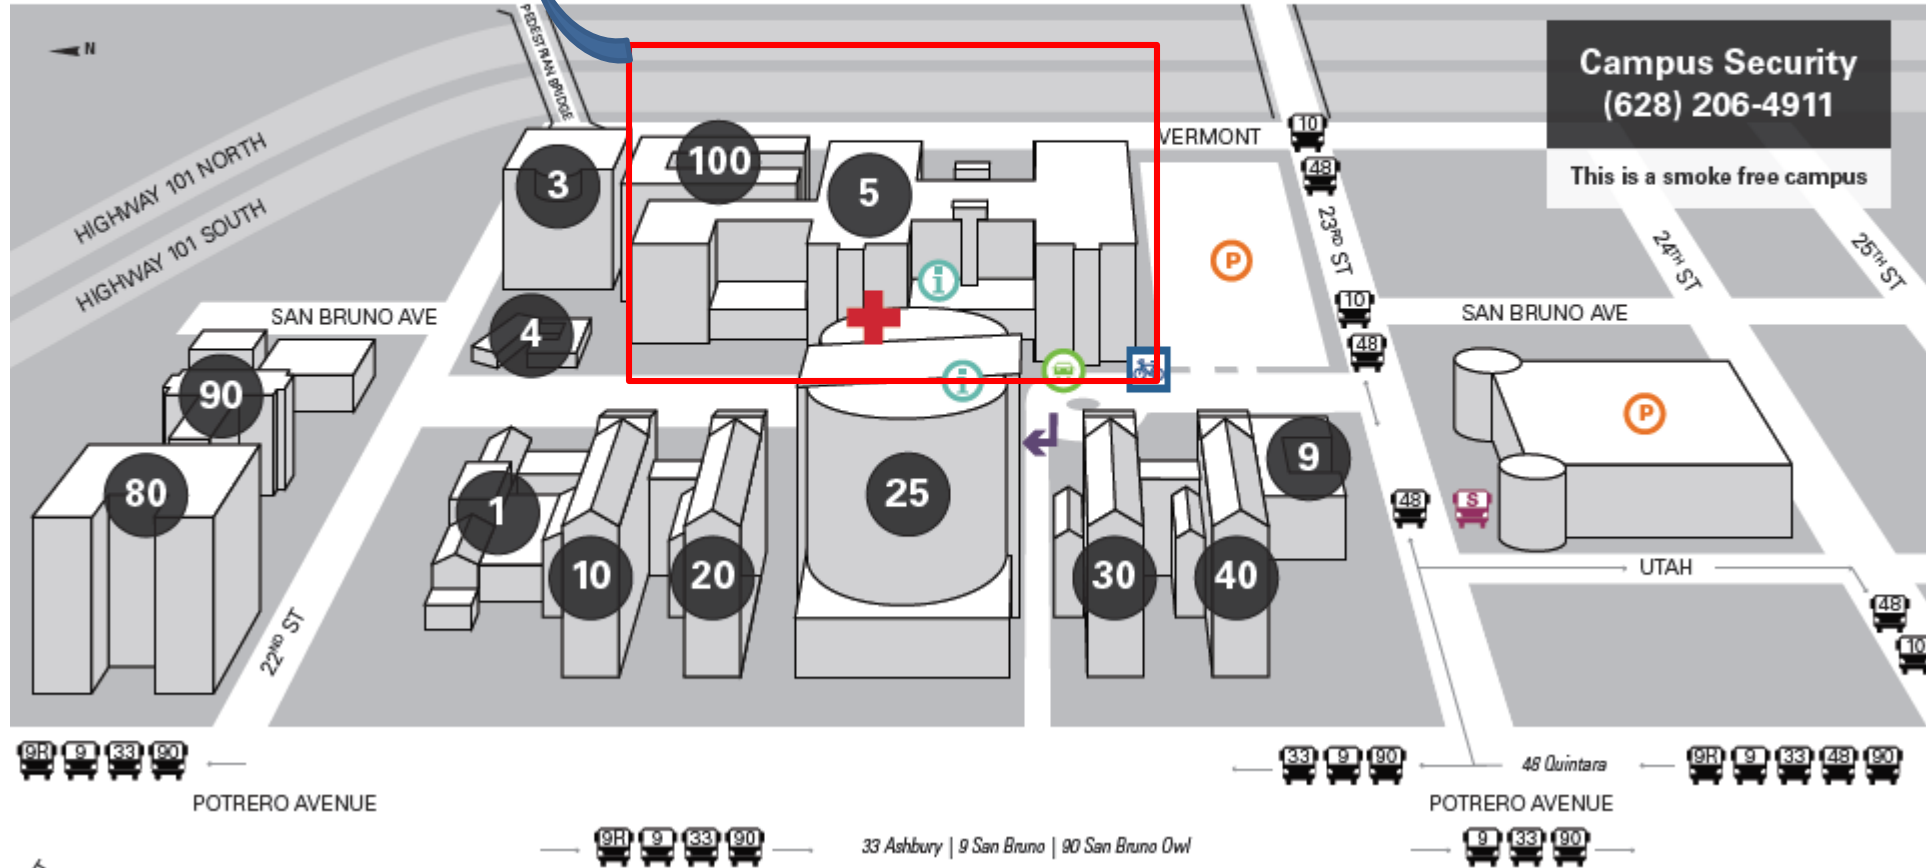 N
PEDESTRIAN BRIDGE
Campus Security
(628) 206-4911
This is a smoke free campus
HIGHWAY 101 NORTH
HIGHWAY 101 SOUTH
VERMONT
10
48
23RD ST
24TH ST
25TH ST
3
100
5
i
P
SAN BRUNO AVE
4
10
SAN BRUNO AVE
48
90
i
P
80
1
25
9
48
S
10
20
30
40
UTAH
48
10
22ND ST
9R 9 33 90
33 9 90
48 Quintara
9R 9 33 48 90
POTRERO AVENUE
POTRERO AVENUE
9R 9 33 90
33 Ashbury | 9 San Bruno | 90 San Bruno Owl
9 33 90